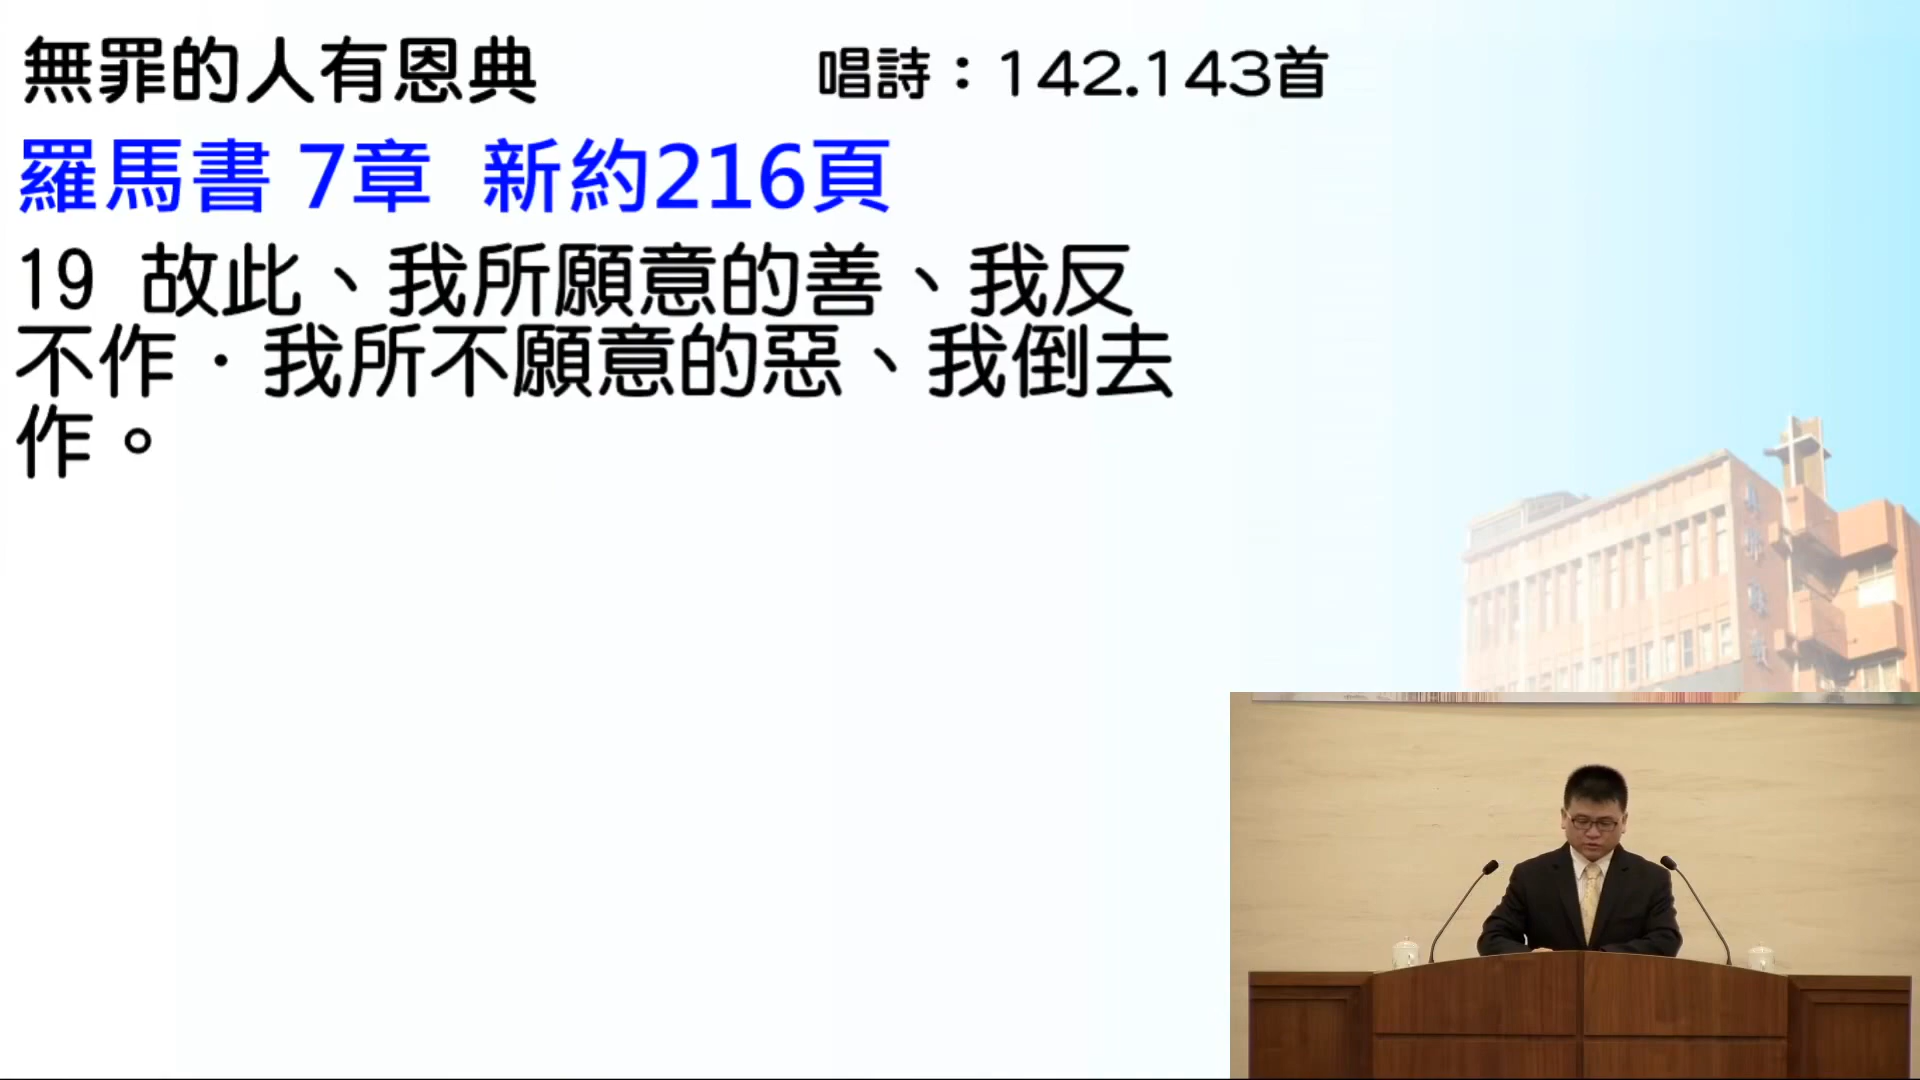 無罪的人有恩典
唱詩：142.143首
羅馬書 7章 新約216頁
19 故此、我所願意的善、我反
不作．我所不願意的惡、我倒去
作。